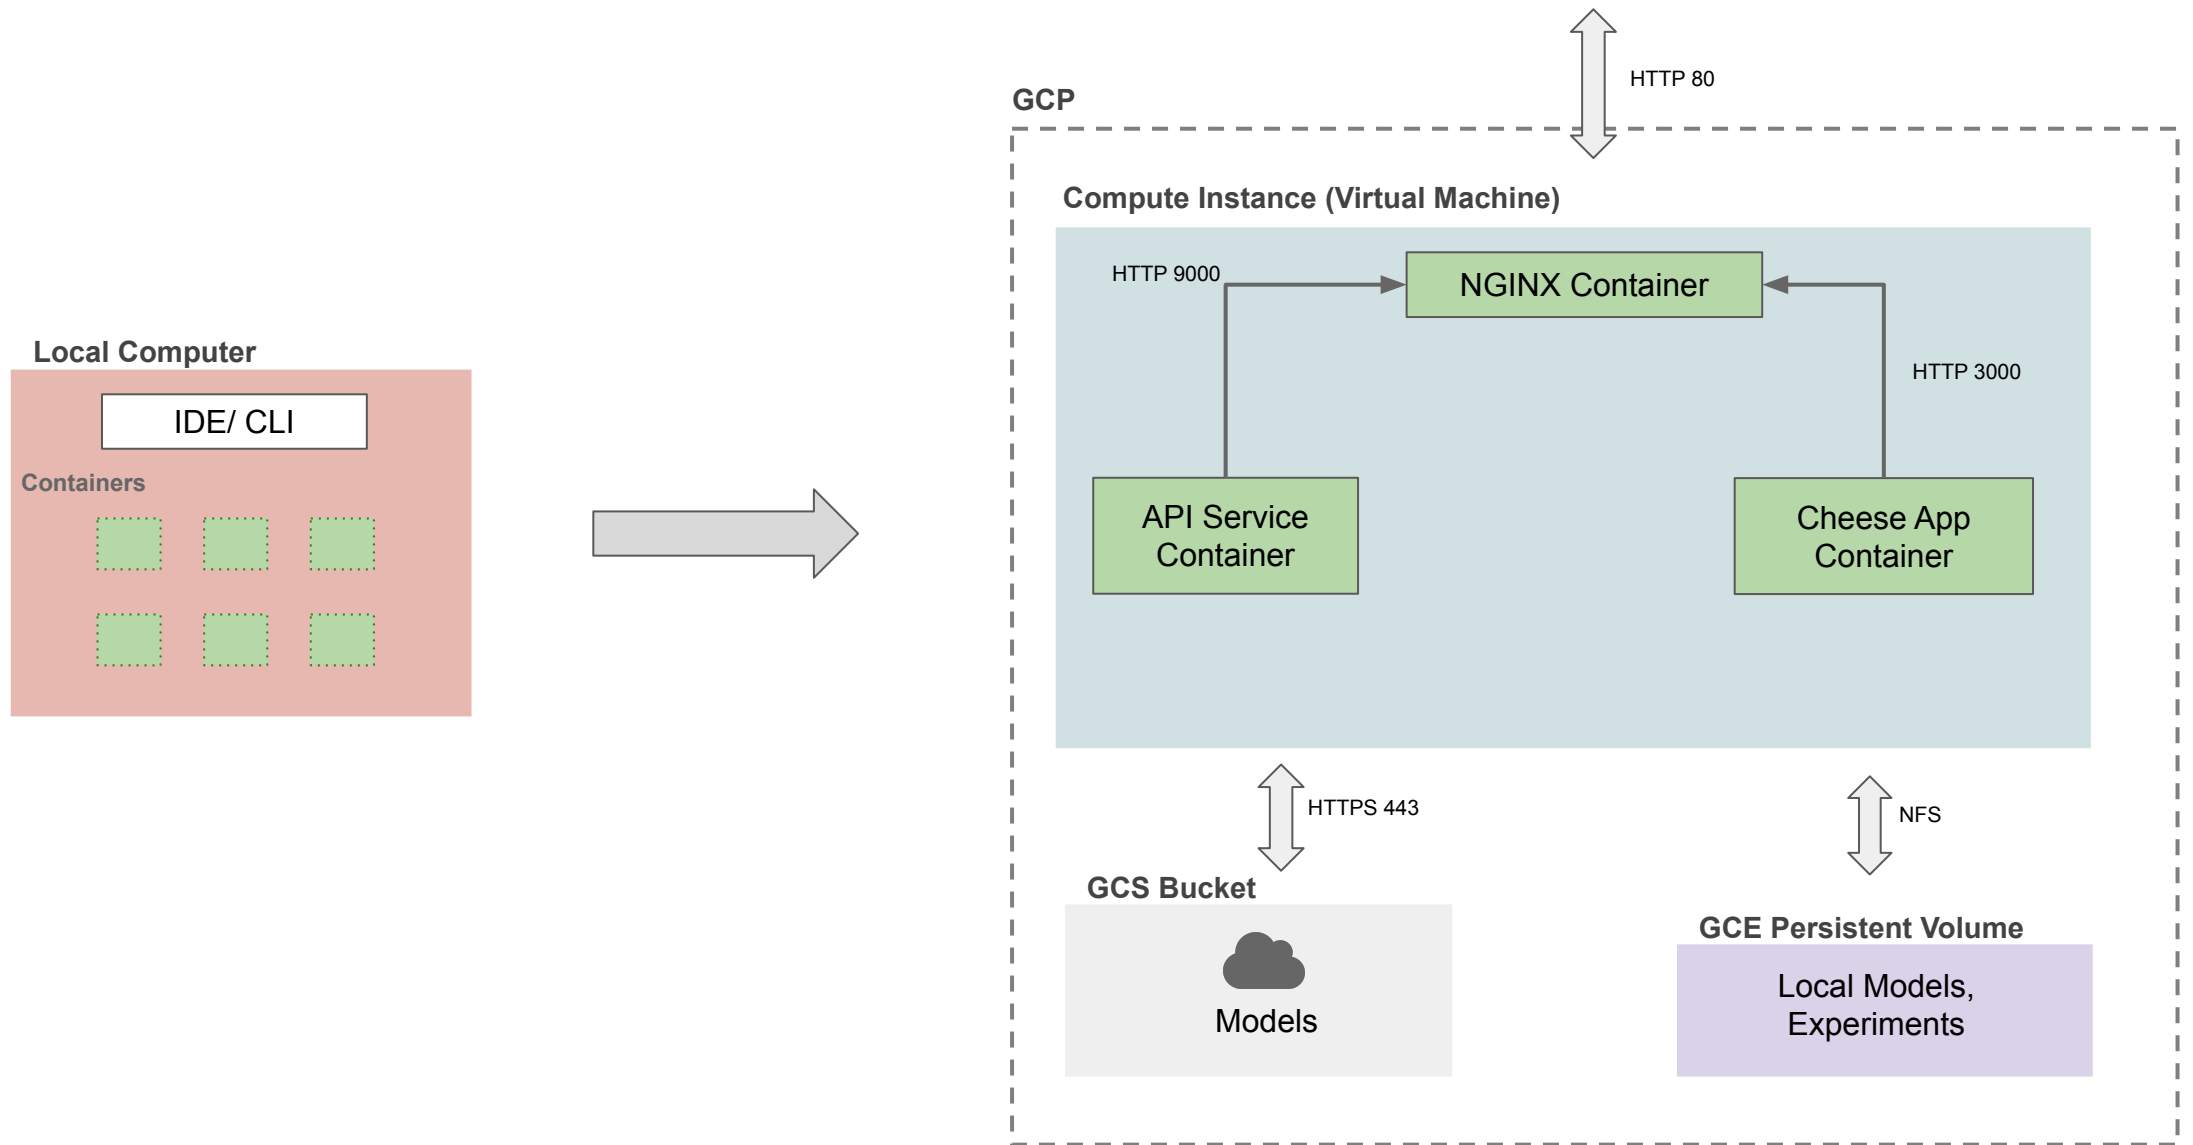 HTTP 80
GCP
Compute Instance (Virtual Machine)
HTTP 9000
NGINX Container
HTTP 3000
Local Computer
IDE/ CLI
Containers
API Service
Container
Cheese App
Container
HTTPS 443
NFS
GCS Bucket
Models
GCE Persistent Volume
Local Models,
Experiments